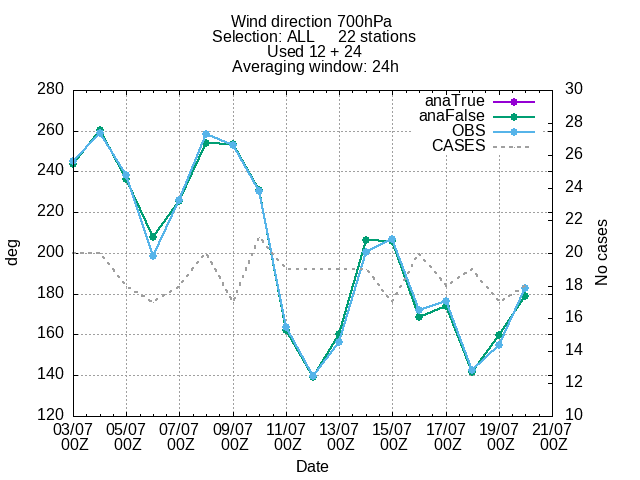 Wind direction 700hPa
Selection: ALL 22 stations
Used 12 + 24
Averaging window: 24h
anaTrue
anaFalse
OBS
CASES
280
260
240
220
200
180
160
140
120
deg
30
28
26
24
22
20
18
16
14
12
10
No cases
03/07 05/07 07/07 09/07 11/07 13/07 15/07 17/07 19/07 21/07
00Z 00Z 00Z 00Z 00Z 00Z 00Z 00Z 00Z 00Z
Date